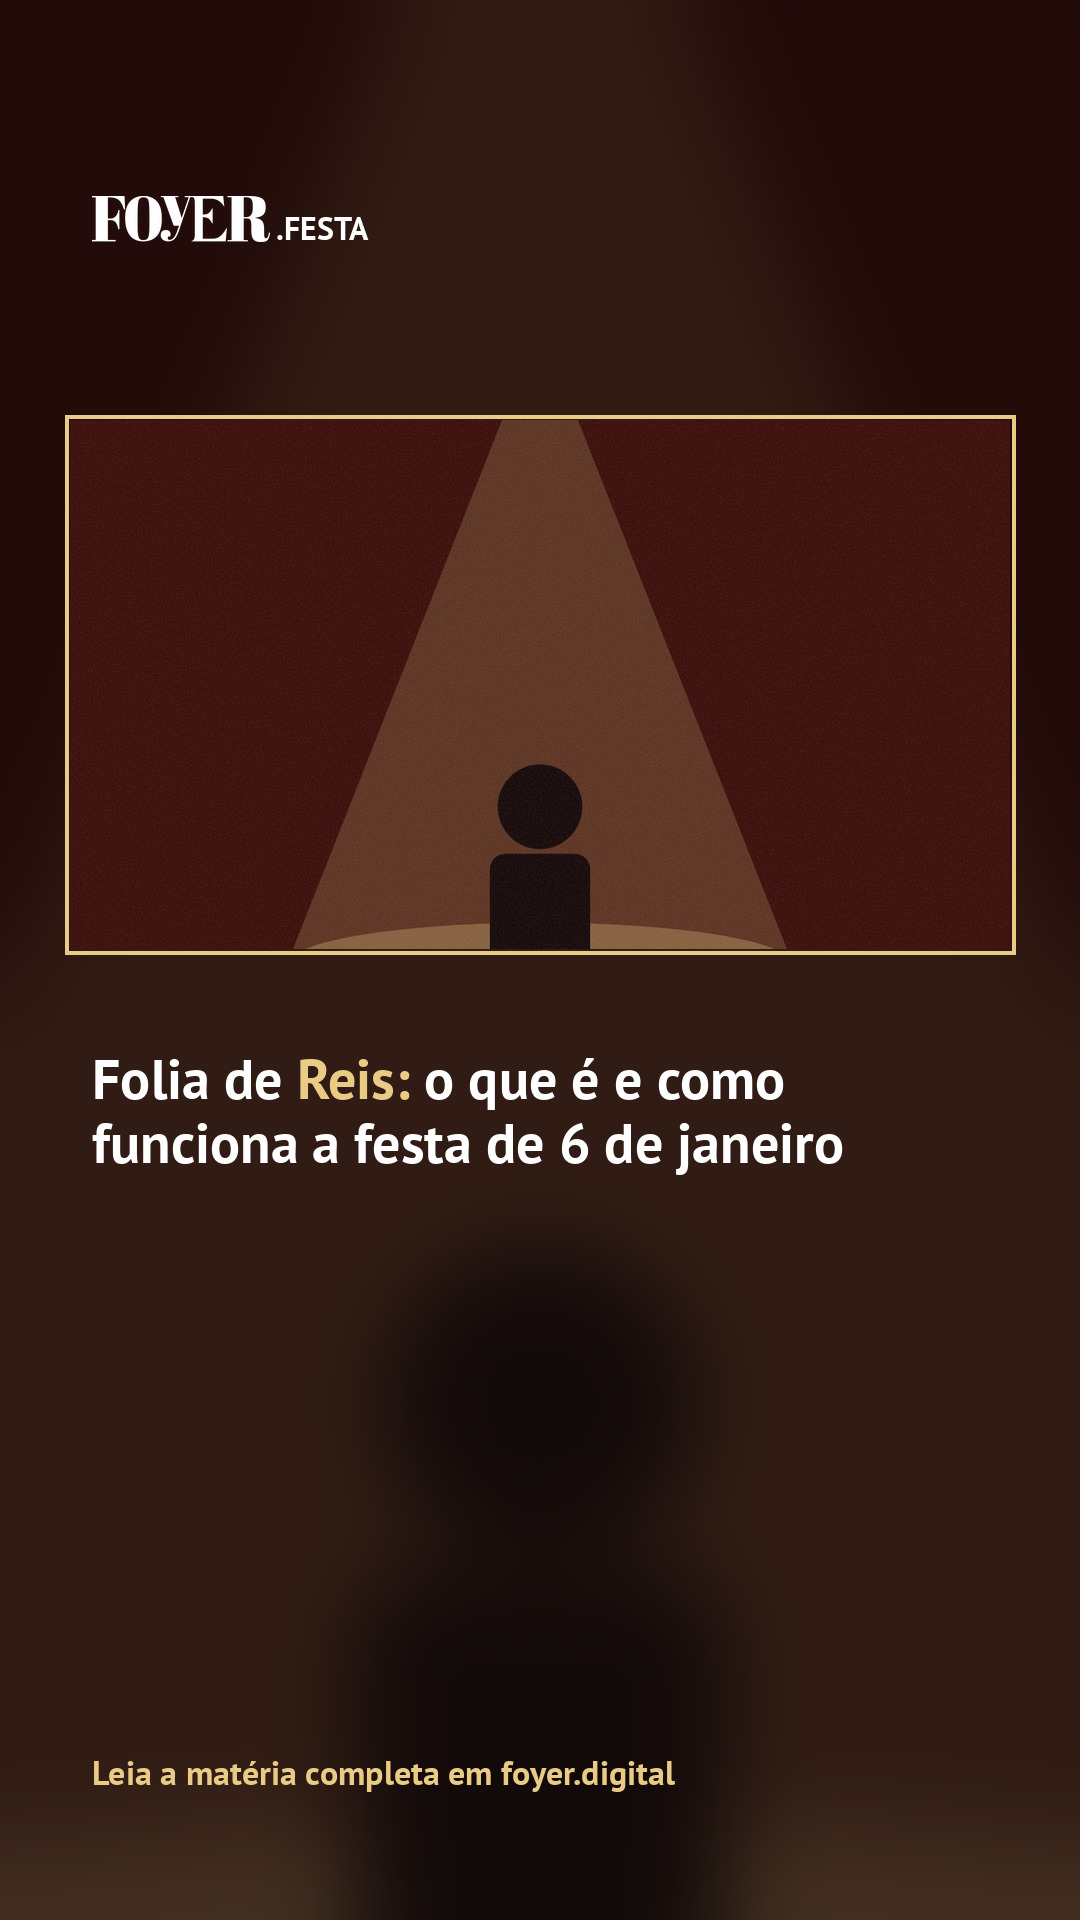 FOYER .FESTA
Folia de Reis: o que é e como
funciona a festa de 6 de janeiro
Leia a matéria completa em foyer.digital